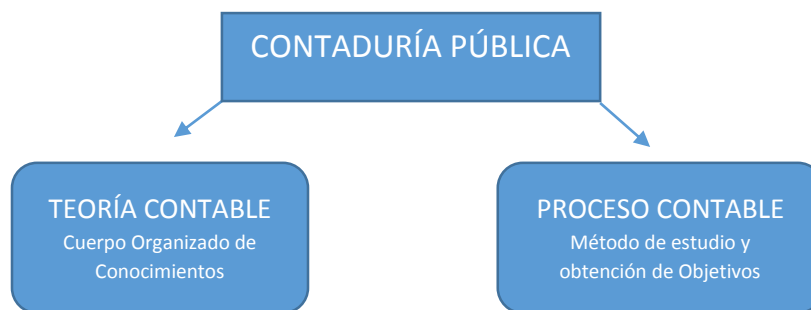 CONTADURÍA PÚBLICA
TEORÍA CONTABLE
Cuerpo Organizado de
Conocimientos
PROCESO CONTABLE
Método de estudio y
obtención de Objetivos